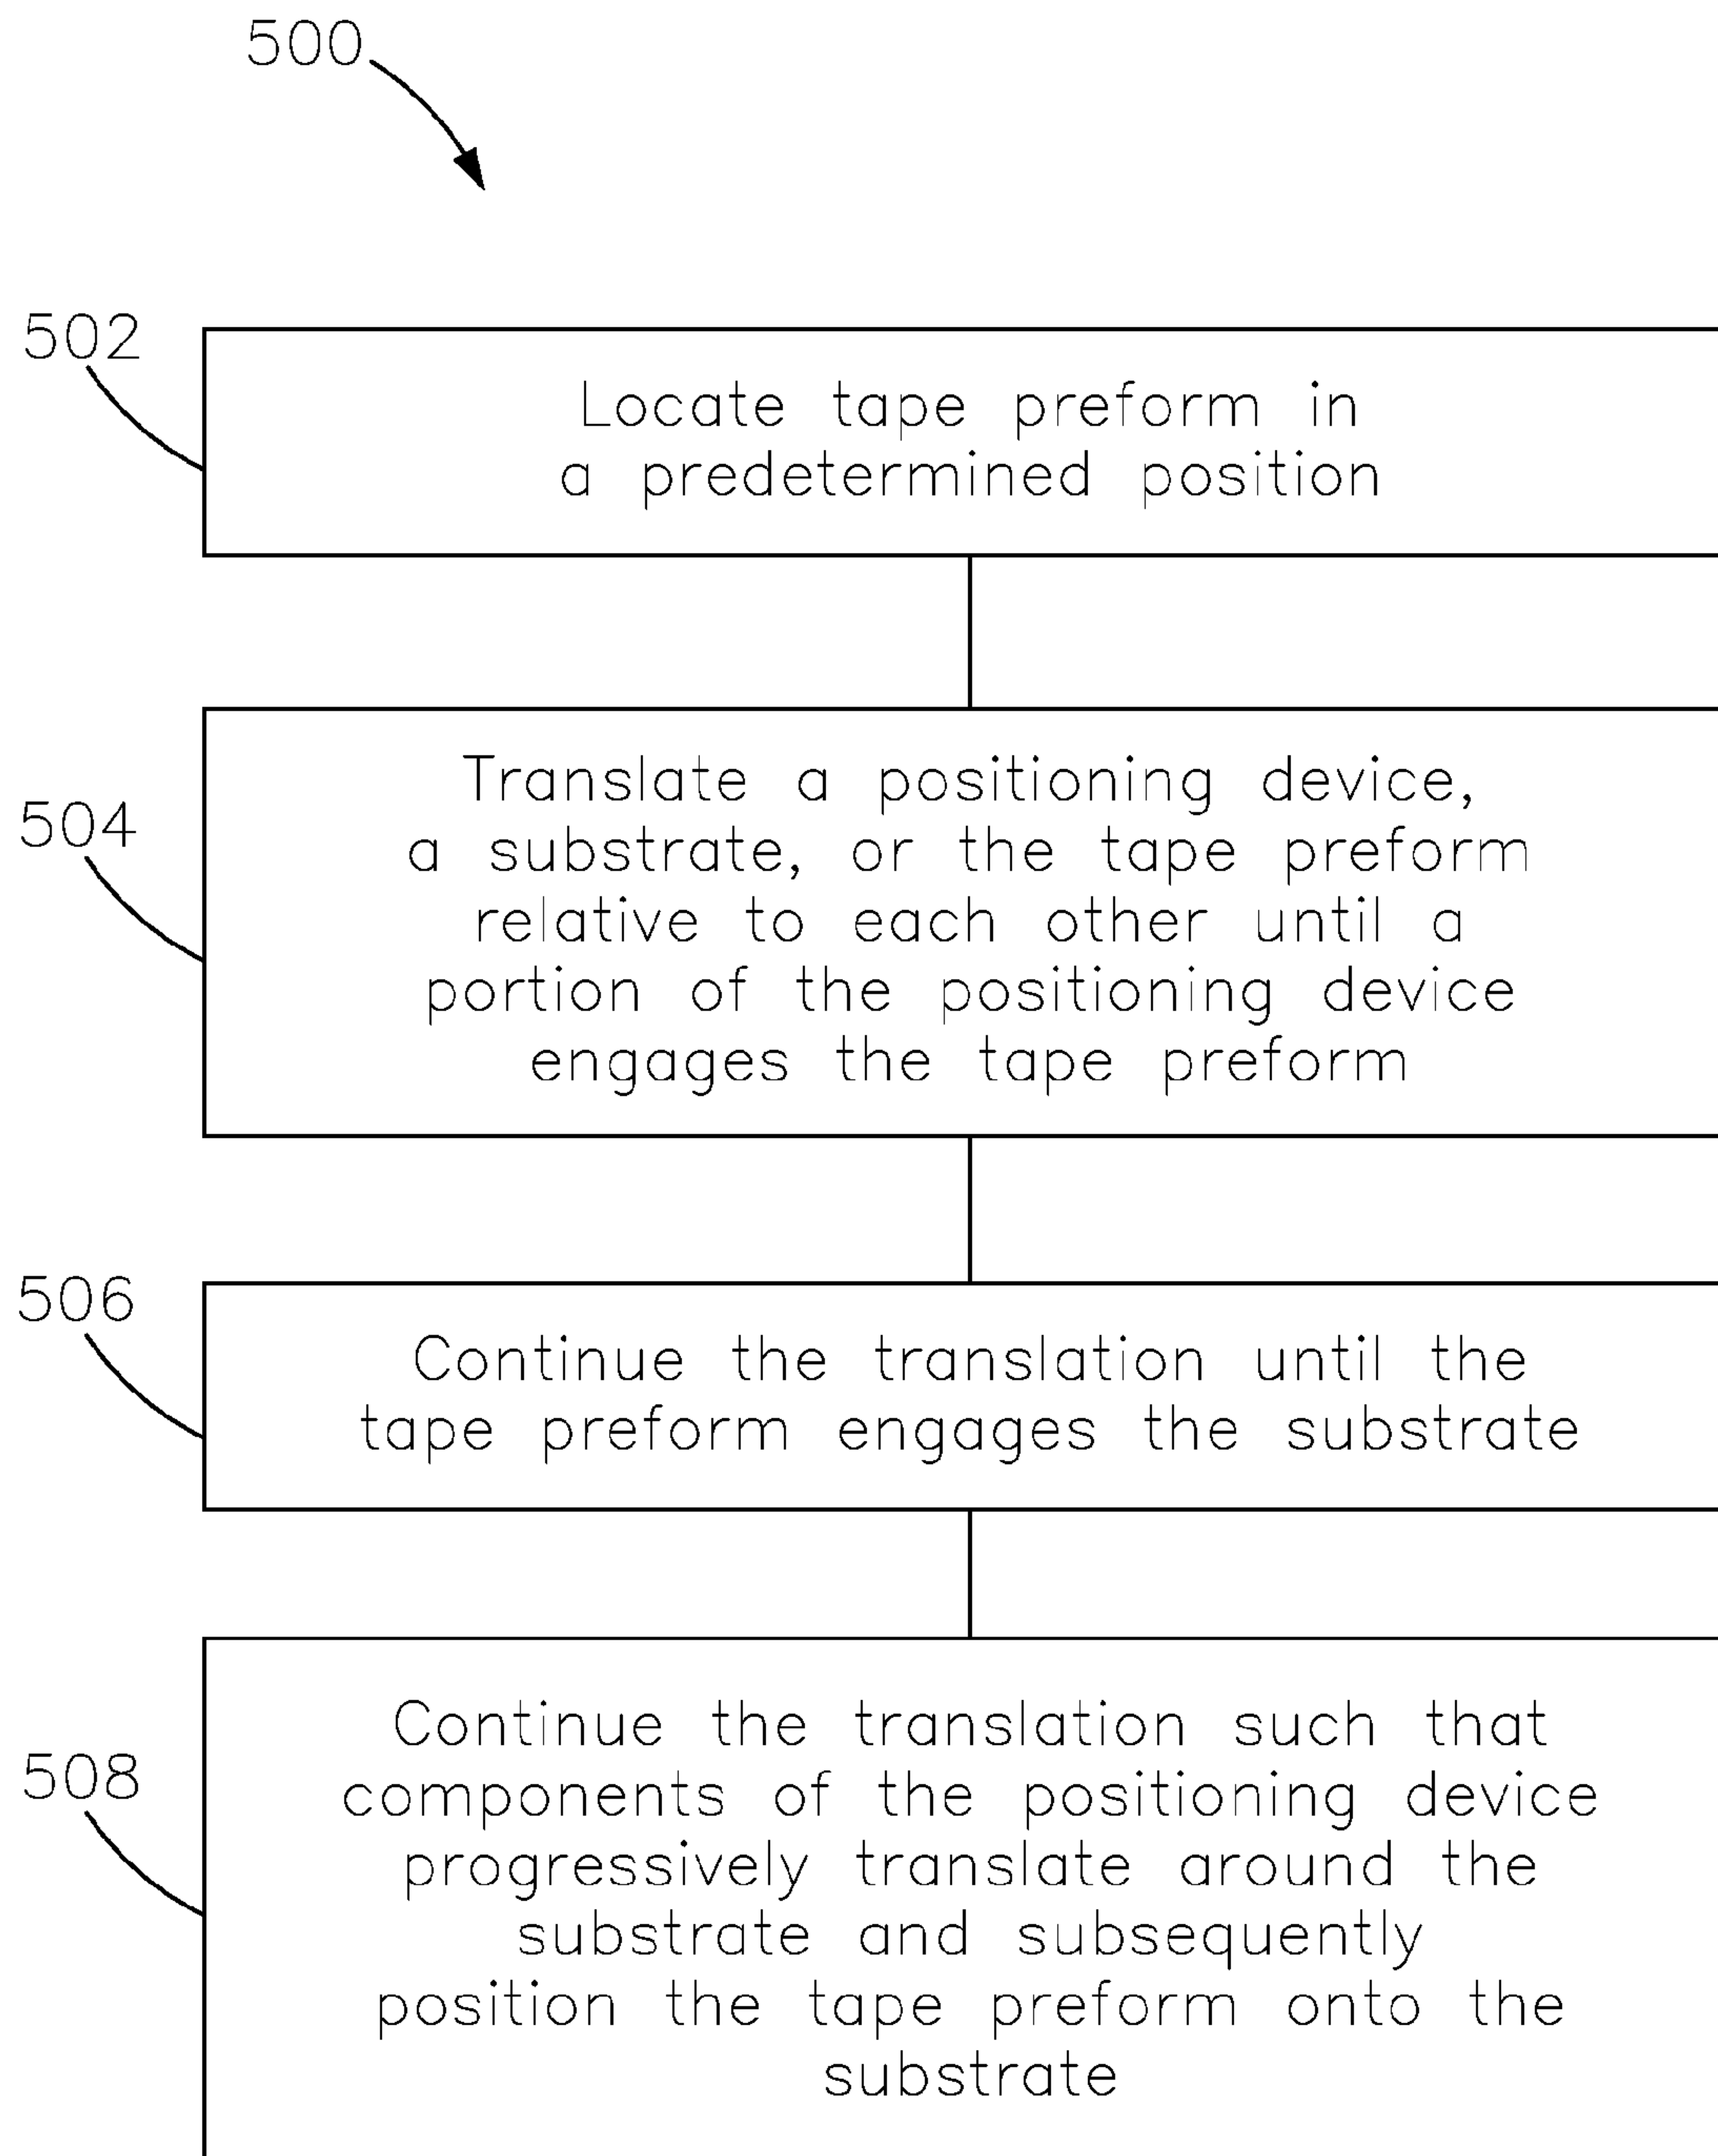 500
502
Locate tape preform in
a predetermined position
504
Translate a positioning device,
a substrate, or the tape preform
relative to each other until a
portion of the positioning device
engages the tape preform
506
Continue the translation until the
tape preform engages the substrate
508
Continue the translation such that
components of the positioning device
progressively translate around the
substrate and subsequently
position the tape preform onto the
substrate